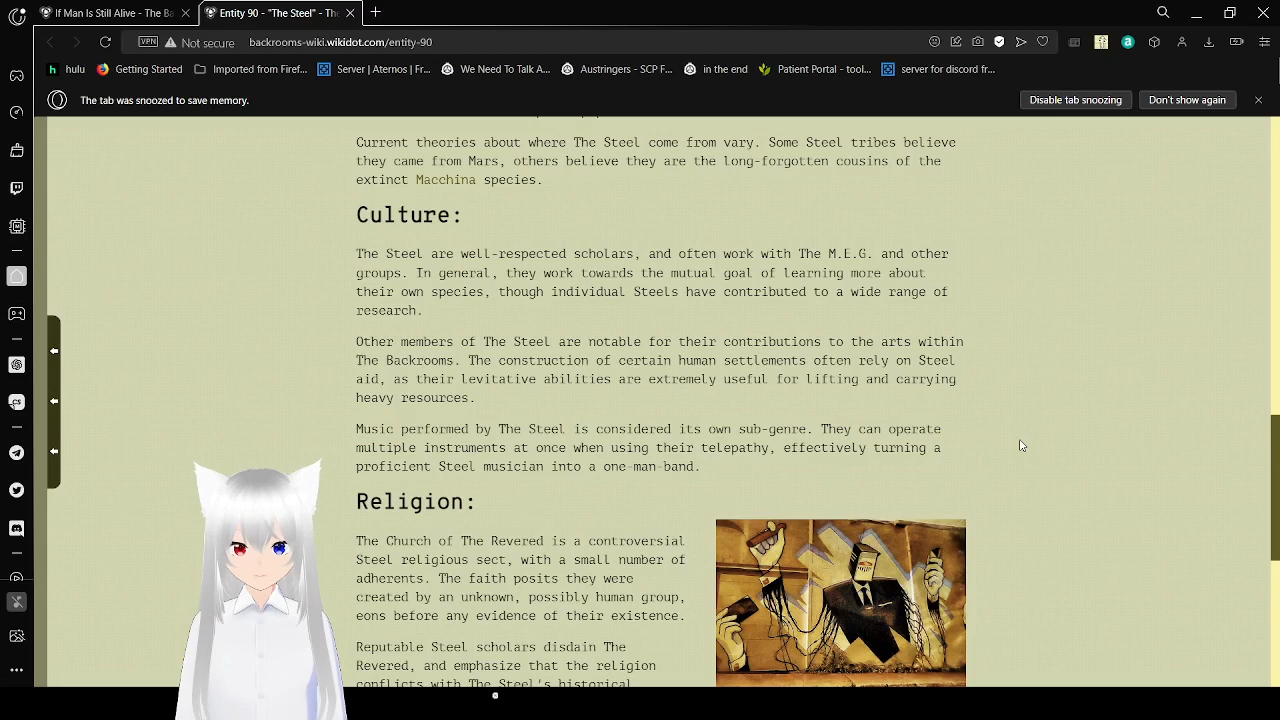 If Man Is Still Alive - The Ba
Entity 90 - "The Steel" - The
VPN
Not secure
backrooms-wiki.wikidot.com/entity-90
hulu
Getting Started
Imported from Firef...
Server | Aternos | Fr...
We Need To Talk A...
Austringers - SCP F...
in the end
Patient Portal - tool...
server for discord fr...
The tab was snoozed to save memory.
Disable tab snoozing
Don't show again
Current theories about where The Steel come from vary. Some Steel tribes believe
they came from Mars, others believe they are the long-forgotten cousins of the
extinct Macchina species.
Culture:
The Steel are well-respected scholars, and often work with The M.E.G. and other
groups. In general, they work towards the mutual goal of learning more about
their own species, though individual Steels have contributed to a wide range of
research.
Other members of The Steel are notable for their contributions to the arts within
The Backrooms. The construction of certain human settlements often rely on Steel
aid, as their levitative abilities are extremely useful for lifting and carrying
heavy resources.
Music performed by The Steel is considered its own sub-genre. They can operate
multiple instruments at once when using their telepathy, effectively turning a
proficient Steel musician into a one-man-band.
Religion:
The Church of The Revered is a controversial
Steel religious sect, with a small number of
adherents. The faith posits they were
created by an unknown, possibly human group,
eons before any evidence of their existence.
Reputable Steel scholars disdain The
Revered, and emphasize that the religion
conflicts with The Steel's historical